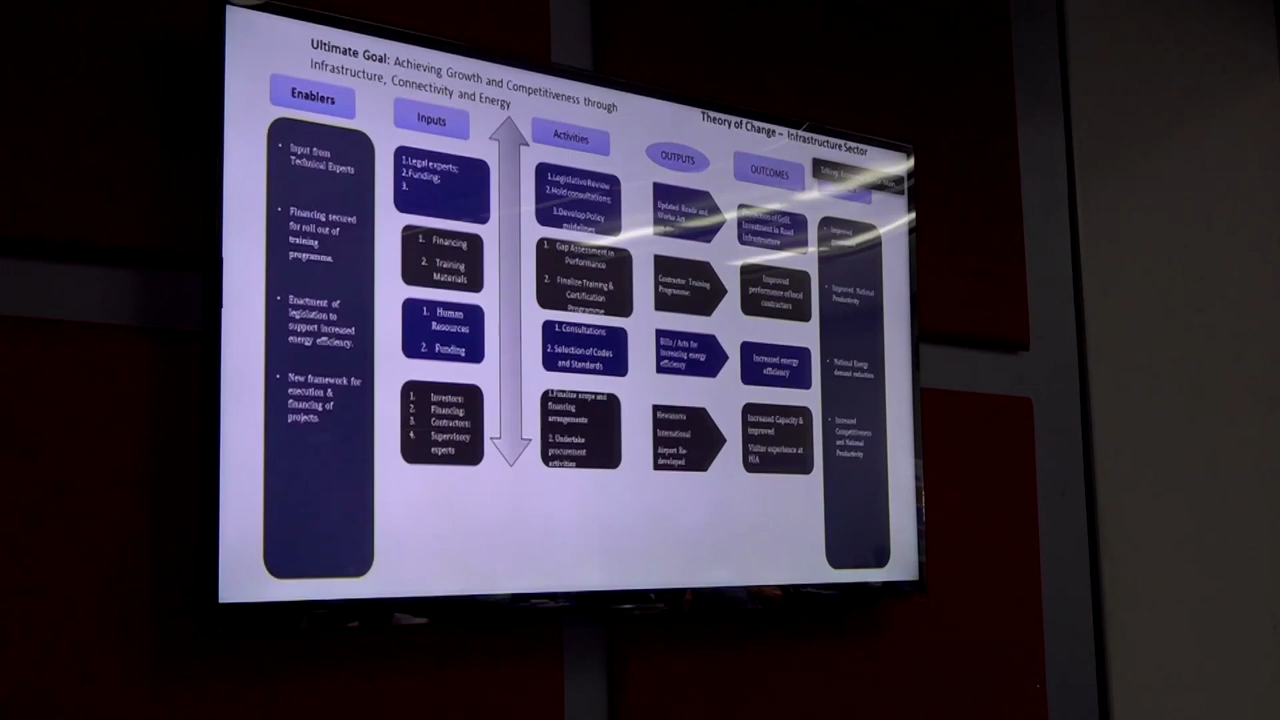 Ultimate Goal: Achieving Growth and Competitiveness through
Infrastructure, Connectivity and Energy
Theory of Change – Infrastructure Sector
Enablers
• Input from
Technical Experts
• Financing secured
for roll out of
training
programme.
• Enactment of
legislation to
support increased
energy efficiency.
• New framework for
execution &
financing of
projects.
Inputs
1.Legal experts;
2.Funding;
3.
1. Financing
2. Training
Materials
1. Human
Resources
2. Funding
1. Investors:
2. Financing:
3. Contractors:
4. Supervisory
experts
Activities
1.Legislative Review
2.Hold consultations;
3.Develop Policy
guidelines
1. Gap Assessment in
Performance
2. Finalize Training &
Certification
Programme
1. Consultations
2. Selection of Codes
and Standards
1.Finalize scope and
financing
arrangements
2. Undertake
procurement
activities
OUTPUTS
Updated Roads and
Works Act
Contractor Training
Programme:
Bills / Acts for
increasing energy
efficiency
Hewanorra
International
Airport Re-
developed
OUTCOMES
Protection of GoSL
Investment in Road
Infrastructure
Improved
performance of local
contractors
Increased energy
efficiency
Increased Capacity &
improved
Visitor experience at
HIA
Talking:
• Improved
• Improved National
Productivity
• National Energy
demand reduction
• Increased
Competitiveness
and National
Productivity